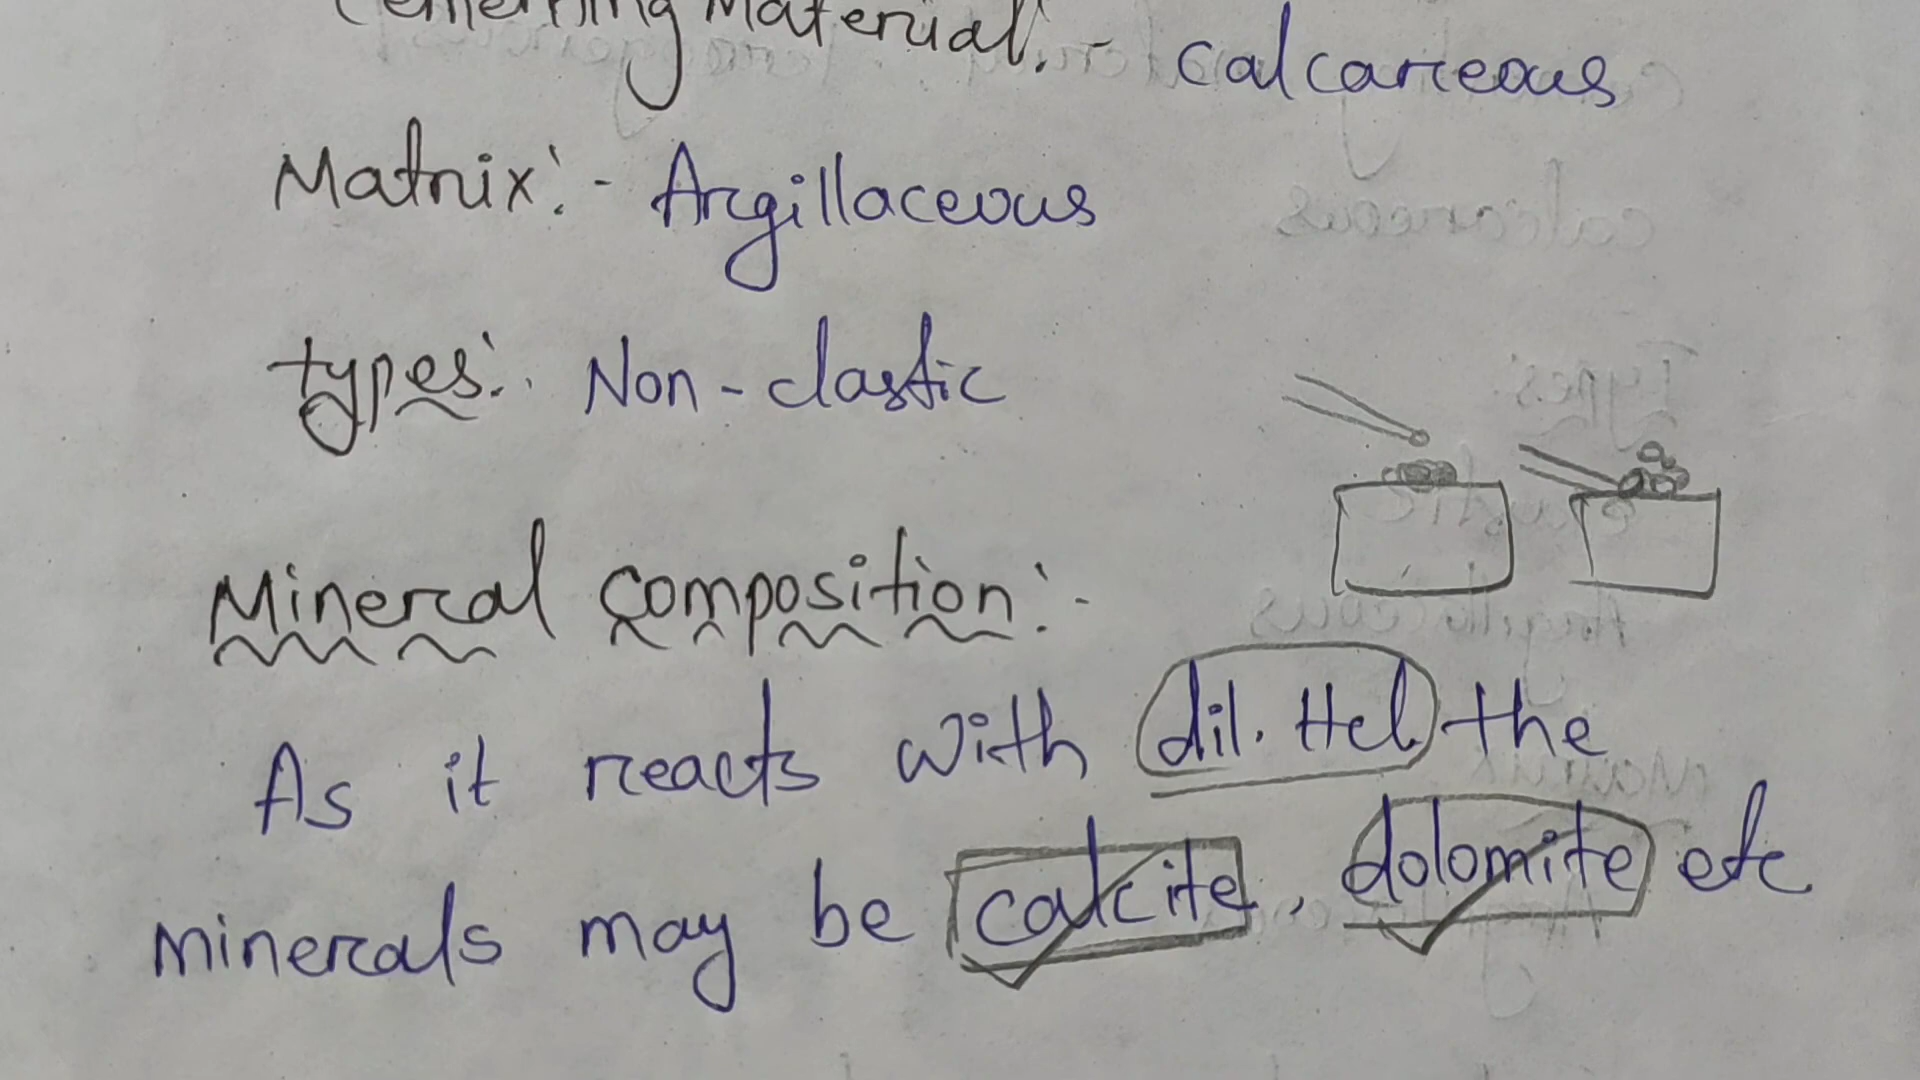 Cementing Material:- calcareous
Matrix:- Argillaceous
types:. Non-clastic
Mineral composition:-
As it reacts with dil. Hcl the
minerals may be calcite, dolomite etc